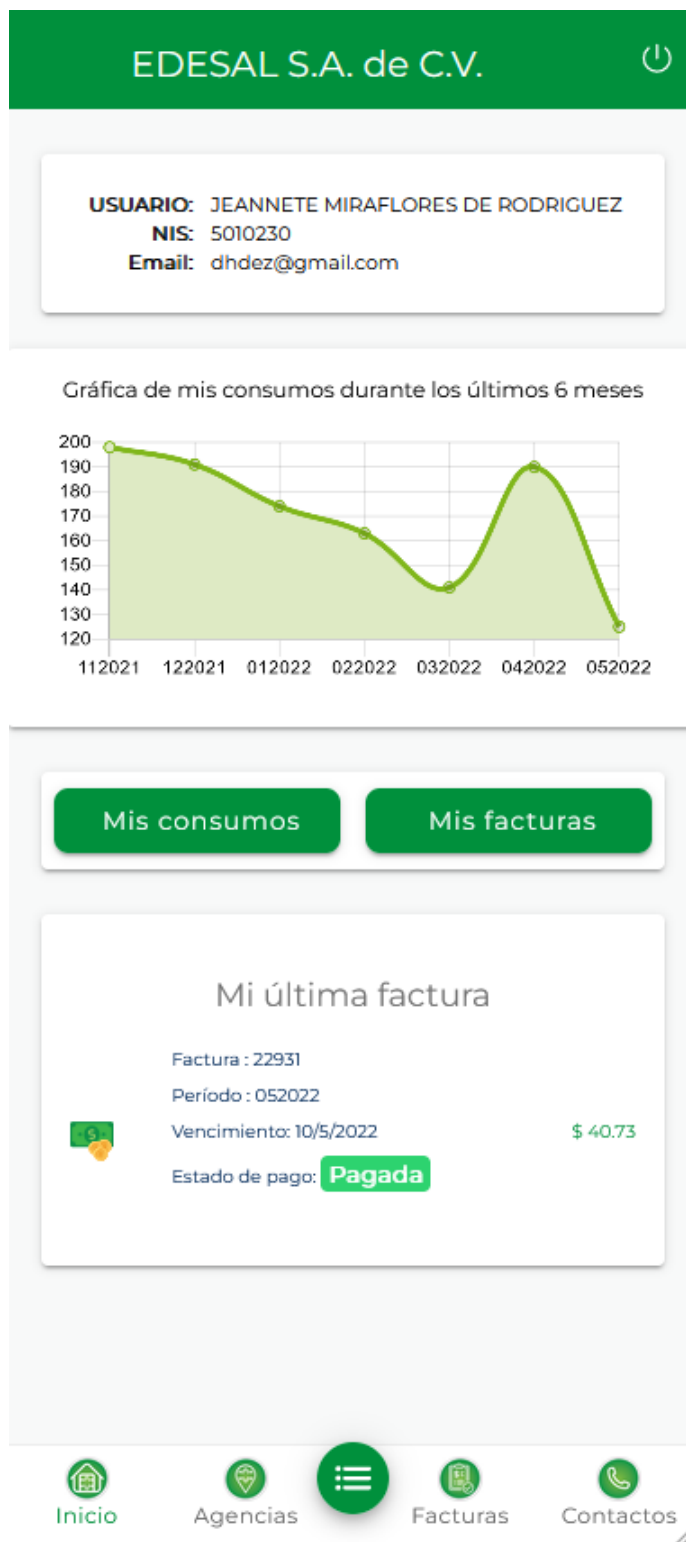 EDESAL S.A. de C.V.
USUARIO: JEANNETE MIRAFLORES DE RODRIGUEZ
NIS: 5010230
Email: dhdez@gmail.com
Gráfica de mis consumos durante los últimos 6 meses
200
190
180
170
160
150
140
130
120
112021 122021 012022 022022 032022 042022 052022
Mis consumos Mis facturas
Mi última factura
Factura : 22931
Período : 052022
Vencimiento: 10/5/2022 $ 40.73
Estado de pago: Pagada
Inicio Agencias Facturas Contactos